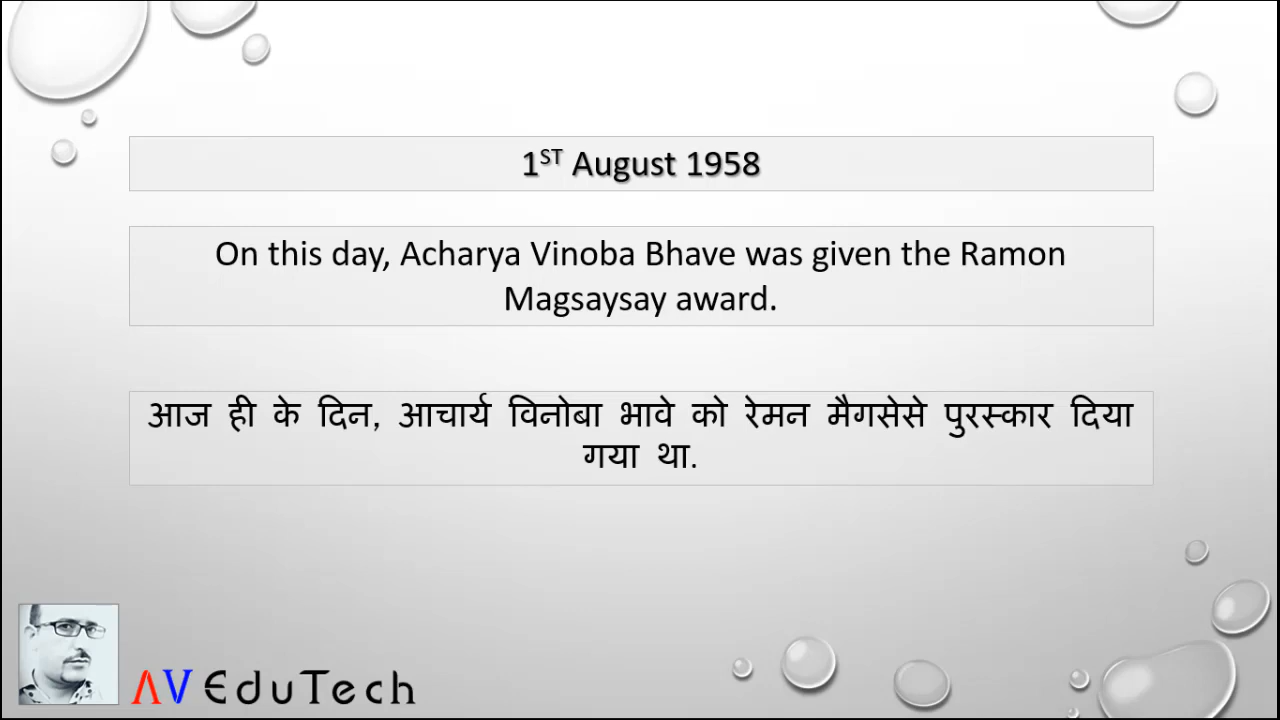 1ST August 1958
On this day, Acharya Vinoba Bhave was given the Ramon
Magsaysay award.
आज ही के दिन, आचार्य विनोबा भावे को रेमन मैगसेसे पुरस्कार दिया
गया था.
AV EduTech